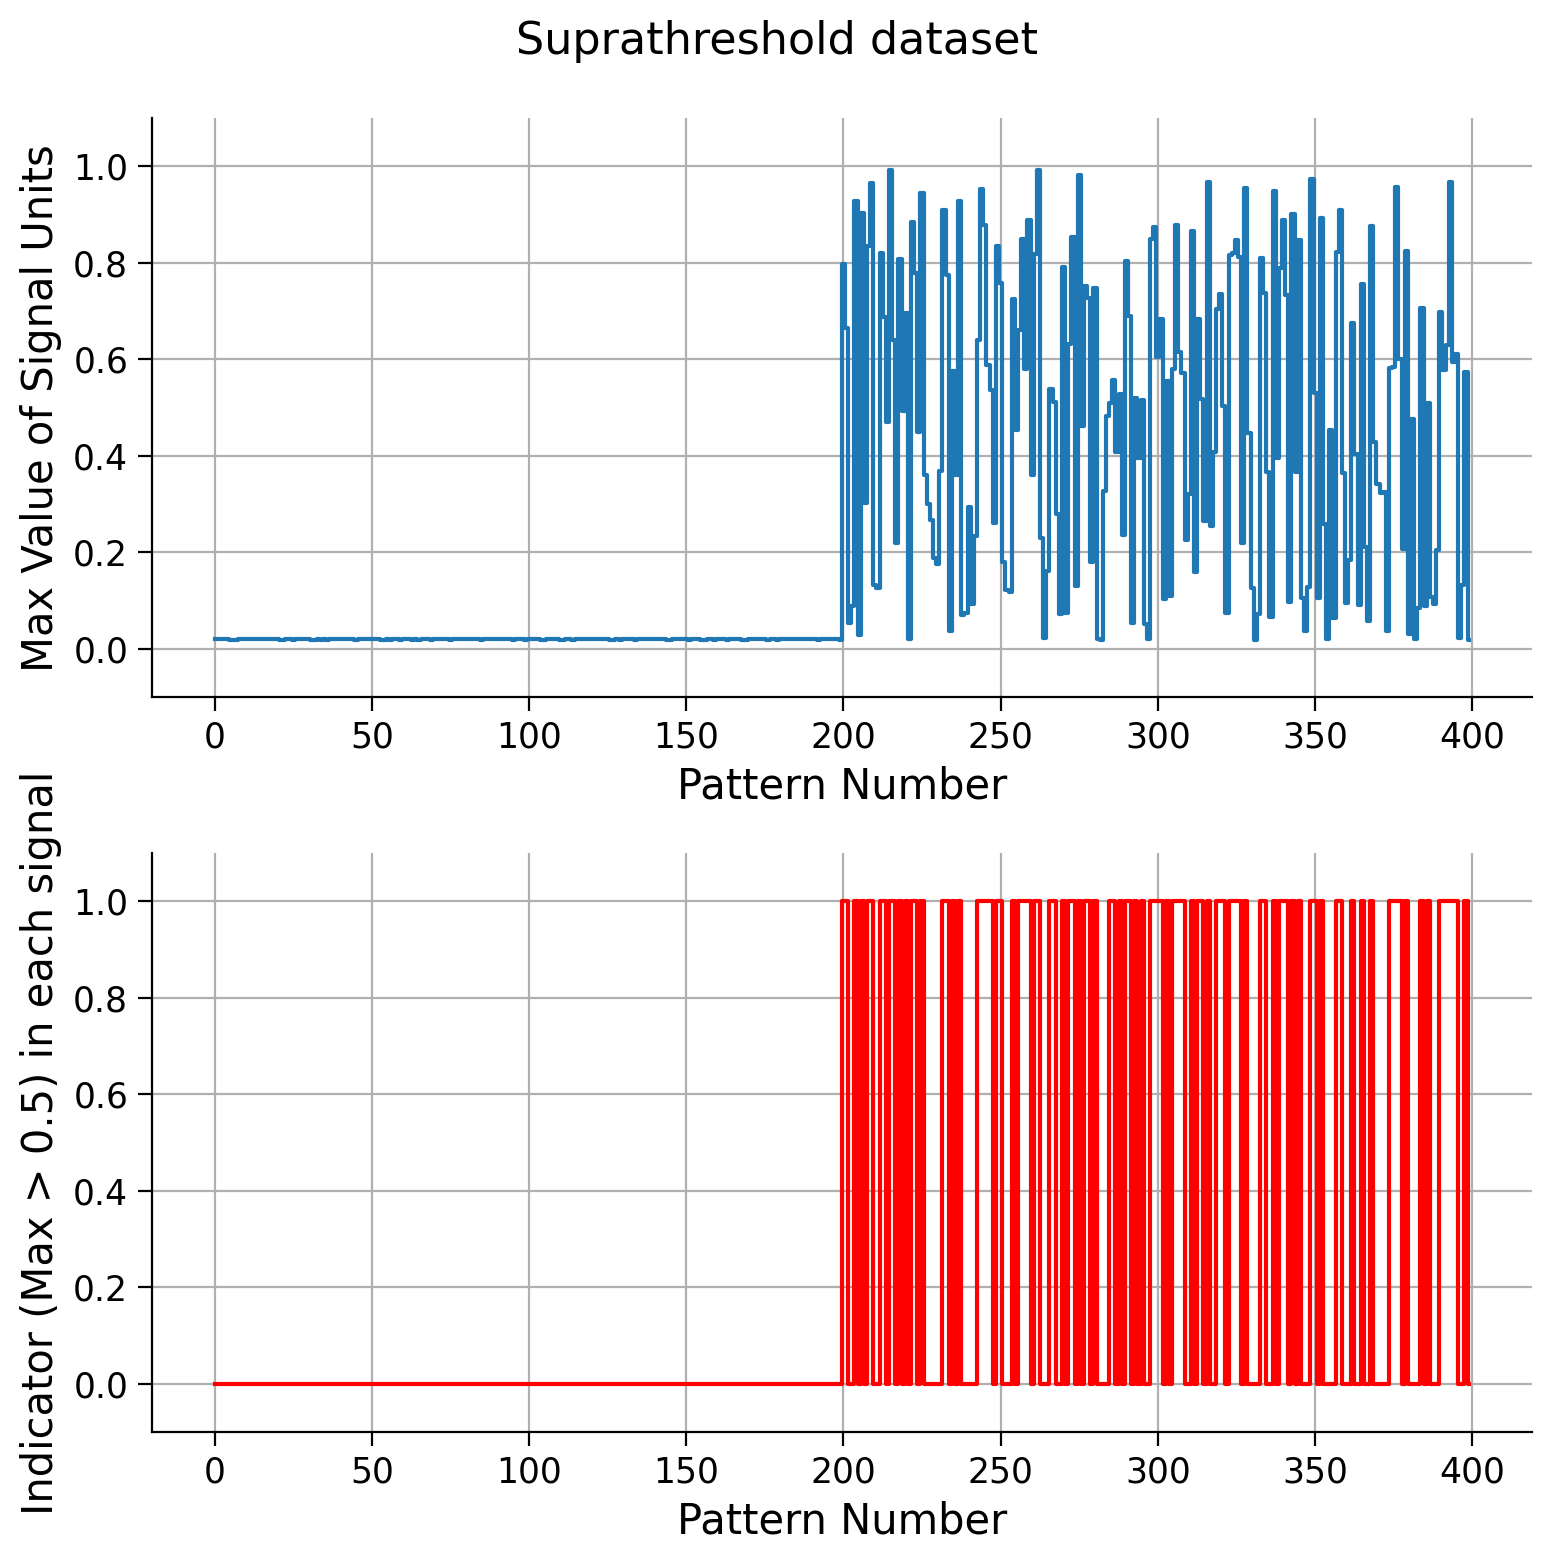 Suprathreshold dataset
Max Value of Signal Units
1.0
0.8
0.6
0.4
0.2
0.0
0 50 100 150 200 250 300 350 400
Pattern Number
Indicator (Max > 0.5) in each signal
1.0
0.8
0.6
0.4
0.2
0.0
0 50 100 150 200 250 300 350 400
Pattern Number